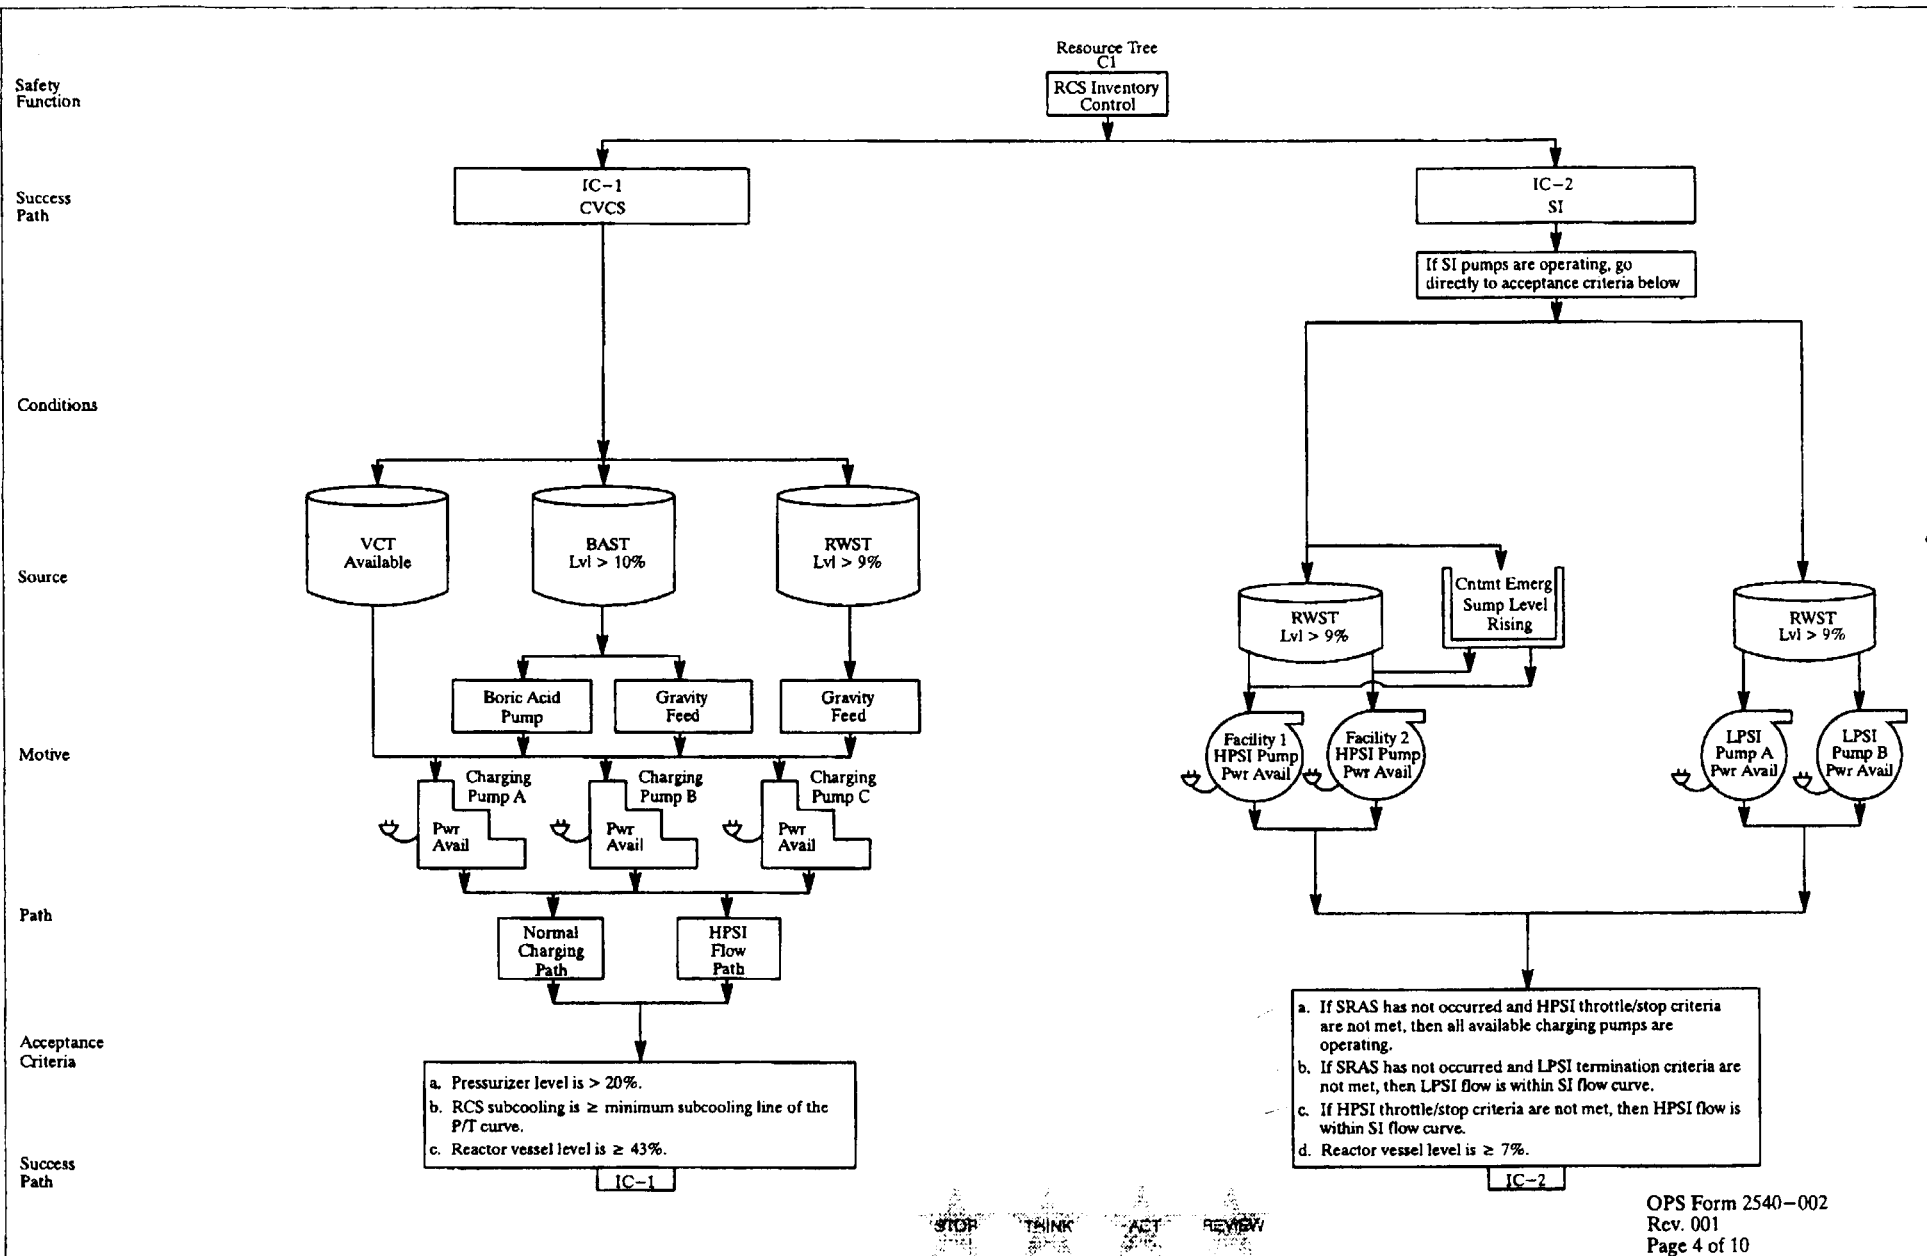 Resource Tree
C1
Safety
Function
RCS Inventory
Control
Success
Path
IC-1
CVCS
IC-2
SI
If SI pumps are operating, go
directly to acceptance criteria below
Conditions
Source
VCT
Available
BAST
Lvl > 10%
RWST
Lvl > 9%
RWST
Lvl > 9%
Cntmt Emerg
Sump Level
Rising
RWST
Lvl > 9%
Boric Acid
Pump
Gravity
Feed
Gravity
Feed
Motive
Charging
Pump A
Pwr
Avail
Charging
Pump B
Pwr
Avail
Charging
Pump C
Pwr
Avail
Facility 1
HPSI Pump
Pwr Avail
Facility 2
HPSI Pump
Pwr Avail
LPSI
Pump A
Pwr Avail
LPSI
Pump B
Pwr Avail
Path
Normal
Charging
Path
HPSI
Flow
Path
Acceptance
Criteria
a. Pressurizer level is > 20%.
b. RCS subcooling is ≥ minimum subcooling line of the
P/T curve.
c. Reactor vessel level is ≥ 43%.
a. If SRAS has not occurred and HPSI throttle/stop criteria
are not met, then all available charging pumps are
operating.
b. If SRAS has not occurred and LPSI termination criteria are
not met, then LPSI flow is within SI flow curve.
c. If HPSI throttle/stop criteria are not met, then HPSI flow is
within SI flow curve.
d. Reactor vessel level is ≥ 7%.
Success
Path
IC-1
IC-2
STOP THINK ACT REVIEW
OPS Form 2540-002
Rev. 001
Page 4 of 10